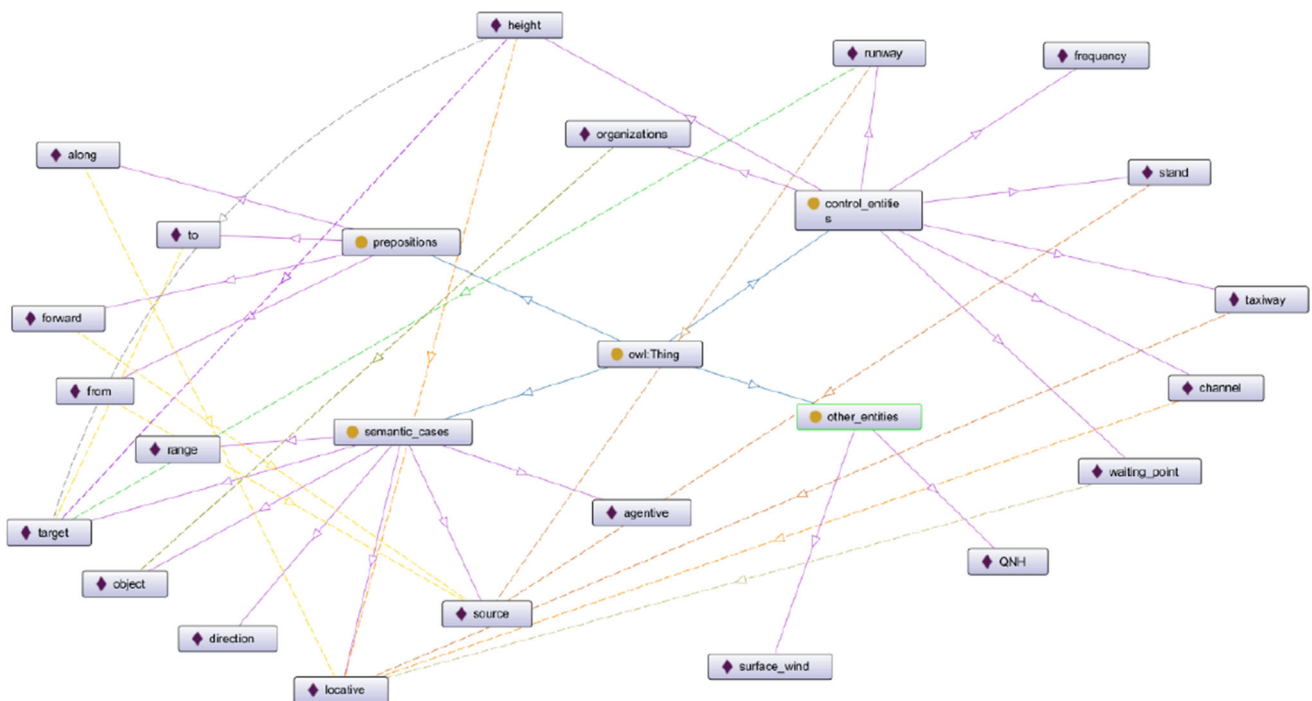 height
runway
frequency
organizations
along
stand
control_entitie
s
to
prepositions
taxiway
forward
owl:Thing
from
channel
other_entities
semantic_cases
range
waiting_point
agentive
target
QNH
object
source
direction
surface_wind
locative